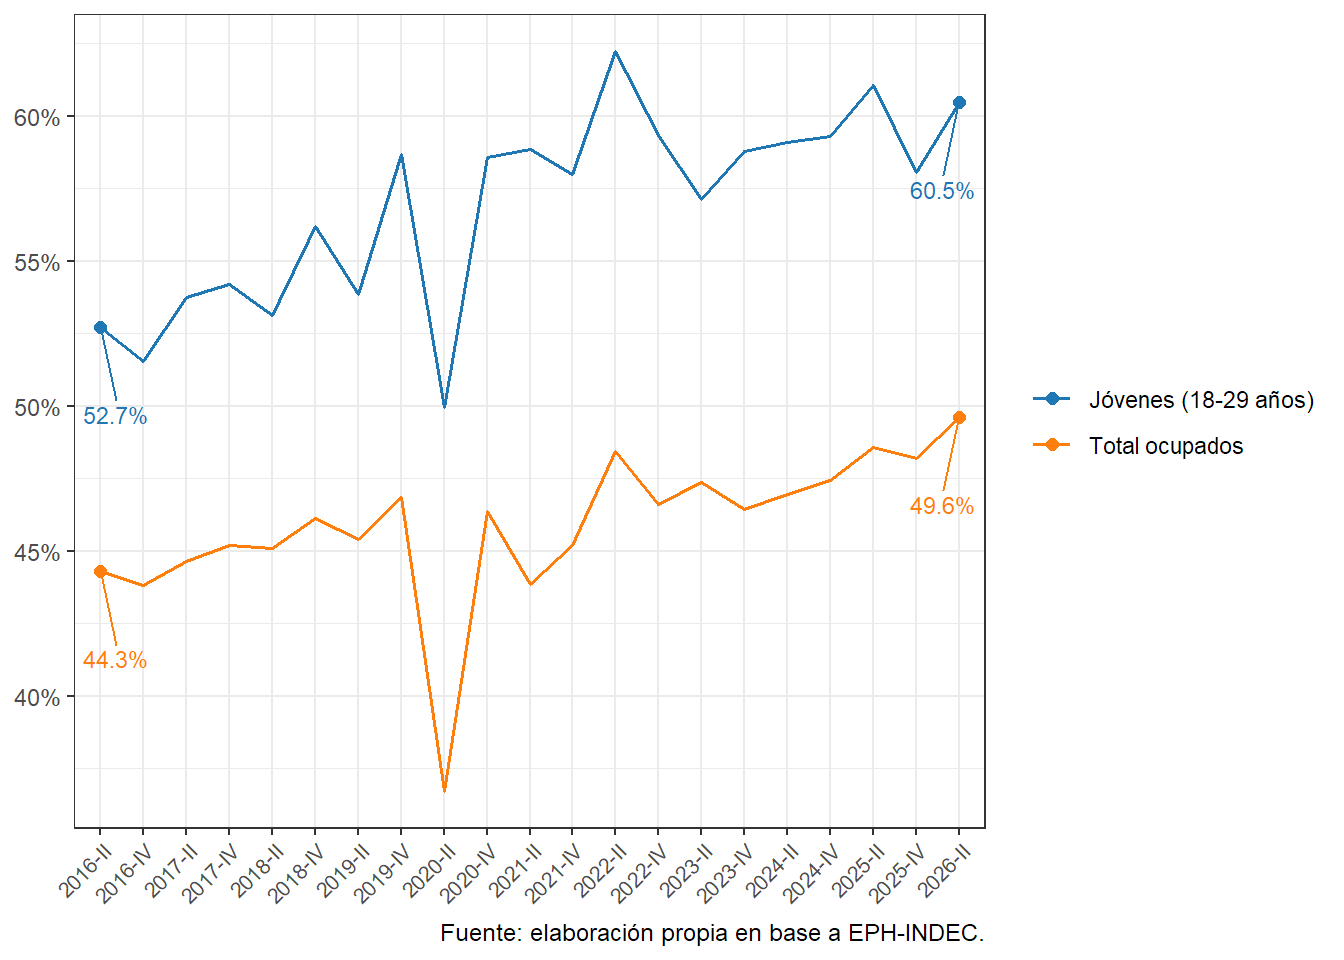 60%
55%
50%
45%
40%
52.7%
44.3%
60.5%
49.6%
2016-II
2016-IV
2017-II
2017-IV
2018-II
2018-IV
2019-II
2019-IV
2020-II
2020-IV
2021-II
2021-IV
2022-II
2022-IV
2023-II
2023-IV
2024-II
2024-IV
2025-II
2025-IV
2026-II
Jóvenes (18-29 años)
Total ocupados
Fuente: elaboración propia en base a EPH-INDEC.